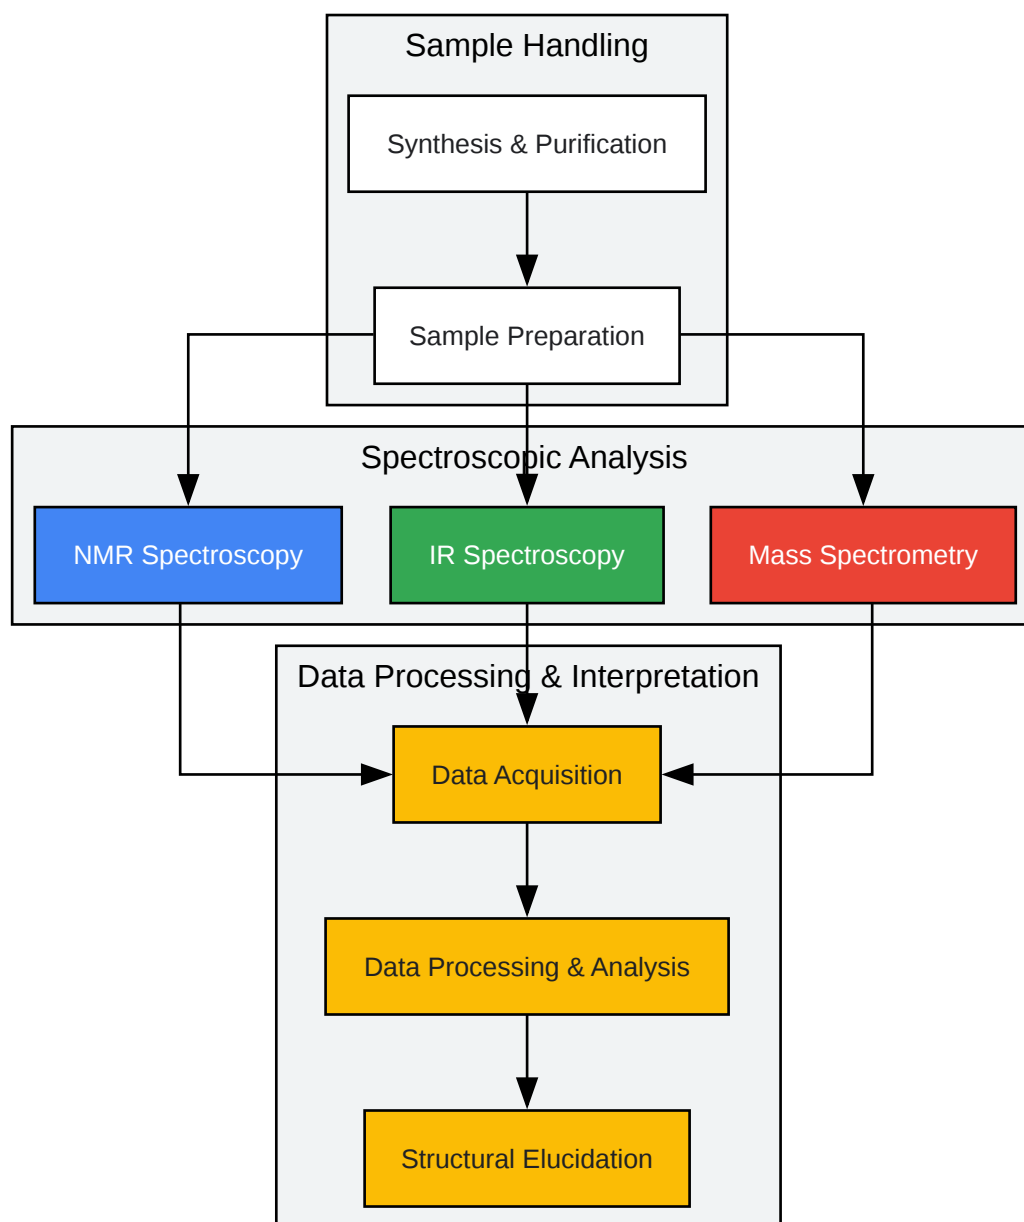 Sample Handling
Synthesis & Purification
Sample Preparation
Spectroscopic Analysis
NMR Spectroscopy
IR Spectroscopy
Mass Spectrometry
Data Processing & Interpretation
Data Acquisition
Data Processing & Analysis
Structural Elucidation